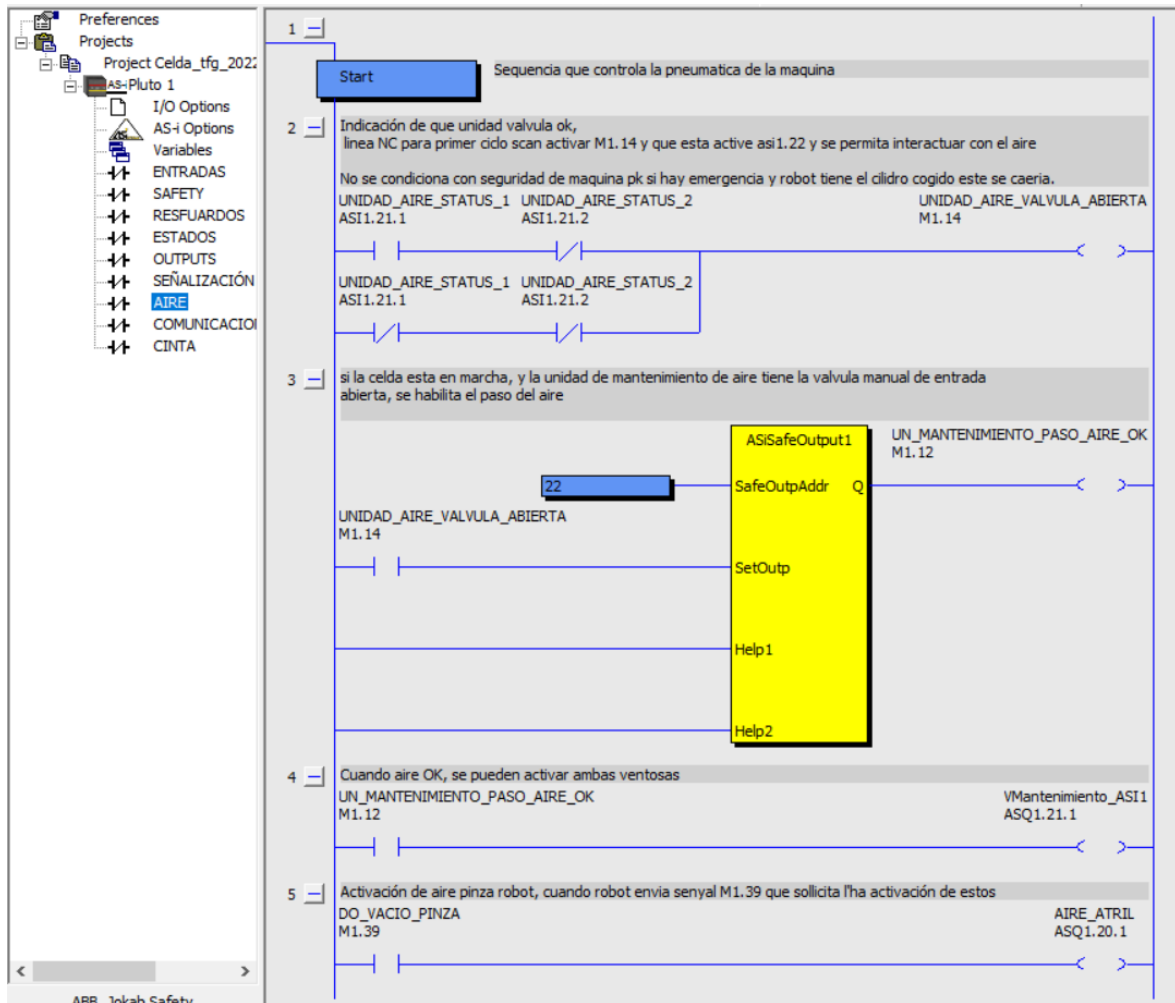 Preferences
Projects
Project Celda_tfg_2022
AS-i Pluto 1
I/O Options
AS-i Options
Variables
ENTRADAS
SAFETY
RESFUARDOS
ESTADOS
OUTPUTS
SEÑALIZACIÓN
AIRE
COMUNICACIO
CINTA
ABB, Jokab Safety
1
Start
Sequencia que controla la pneumatica de la maquina
2
Indicación de que unidad valvula ok,
linea NC para primer ciclo scan activar M1.14 y que esta active asi1.22 y se permita interactuar con el aire
No se condiciona con seguridad de maquina pk si hay emergencia y robot tiene el cilidro cogido este se caeria.
UNIDAD_AIRE_STATUS_1 UNIDAD_AIRE_STATUS_2 UNIDAD_AIRE_VALVULA_ABIERTA
ASI1.21.1 ASI1.21.2 M1.14
UNIDAD_AIRE_STATUS_1 UNIDAD_AIRE_STATUS_2
ASI1.21.1 ASI1.21.2
3
si la celda esta en marcha, y la unidad de mantenimiento de aire tiene la valvula manual de entrada
abierta, se habilita el paso del aire
ASiSafeOutput1
UN_MANTENIMIENTO_PASO_AIRE_OK
M1.12
22
SafeOutpAddr Q
UNIDAD_AIRE_VALVULA_ABIERTA
M1.14
SetOutp
Help1
Help2
4
Cuando aire OK, se pueden activar ambas ventosas
UN_MANTENIMIENTO_PASO_AIRE_OK VMantenimiento_ASI1
M1.12 ASQ1.21.1
5
Activación de aire pinza robot, cuando robot envia senyal M1.39 que sollicita l'ha activación de estos
DO_VACIO_PINZA AIRE_ATRIL
M1.39 ASQ1.20.1